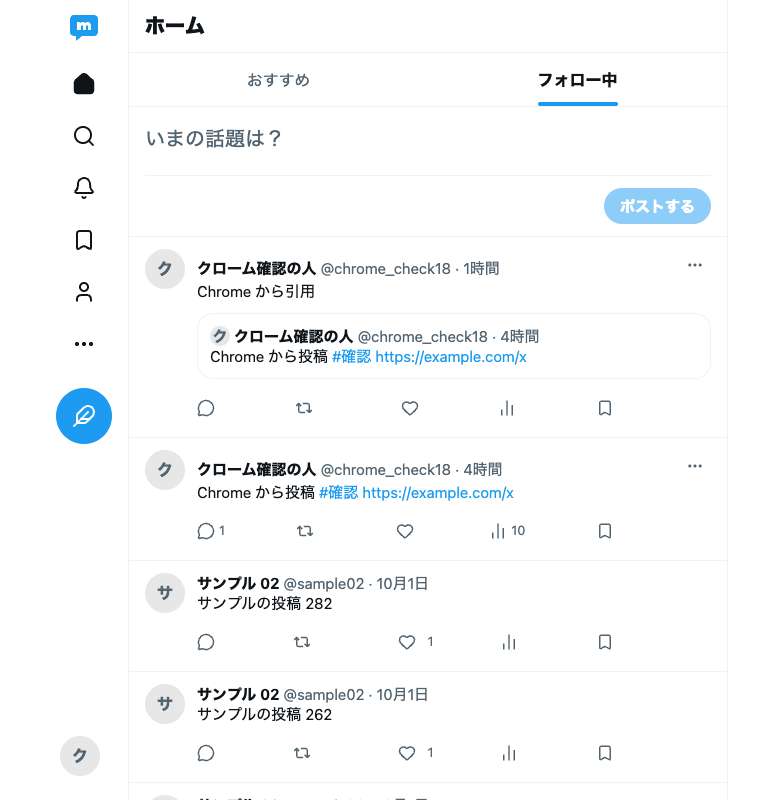 m
ホーム
おすすめ
フォロー中
いまの話題は？
ポストする
ク
クローム確認の人 @chrome_check18 · 1時間
Chrome から引用
ク クローム確認の人 @chrome_check18 · 4時間
Chrome から投稿 #確認 https://example.com/x
ク
クローム確認の人 @chrome_check18 · 4時間
Chrome から投稿 #確認 https://example.com/x
1
10
サ
サンプル 02 @sample02 · 10月1日
サンプルの投稿 282
1
サ
サンプル 02 @sample02 · 10月1日
サンプルの投稿 262
1
ク